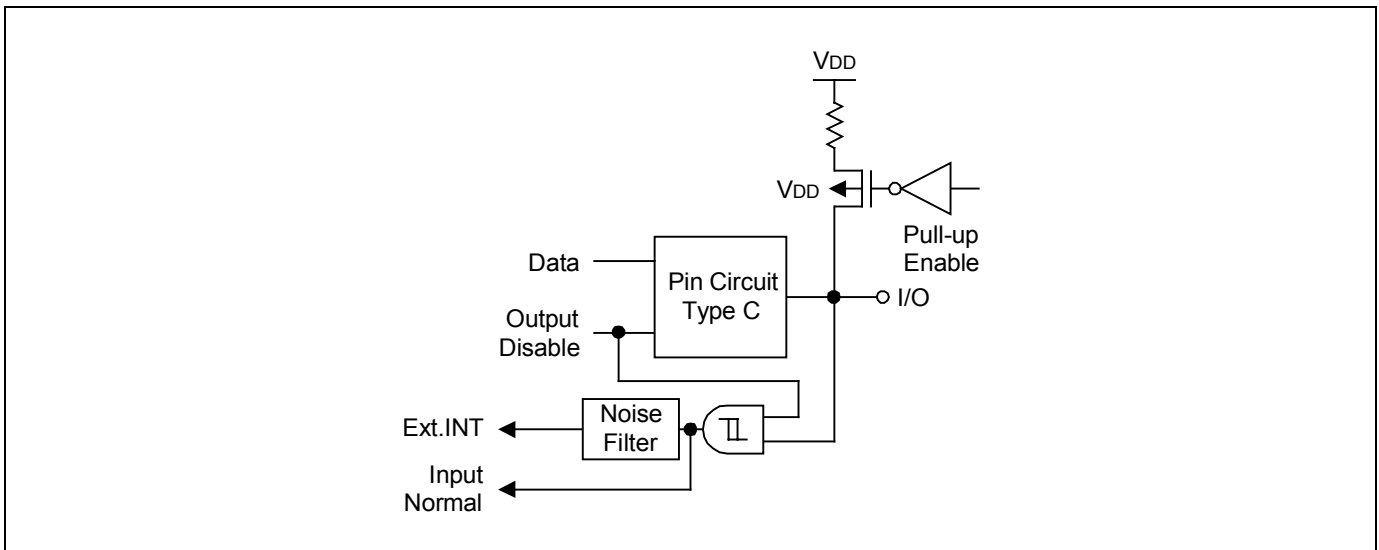 VDD
VDD
Pull-up
Enable
Data
Pin Circuit
Type C
I/O
Output
Disable
Noise
Filter
Ext.INT
Input
Normal